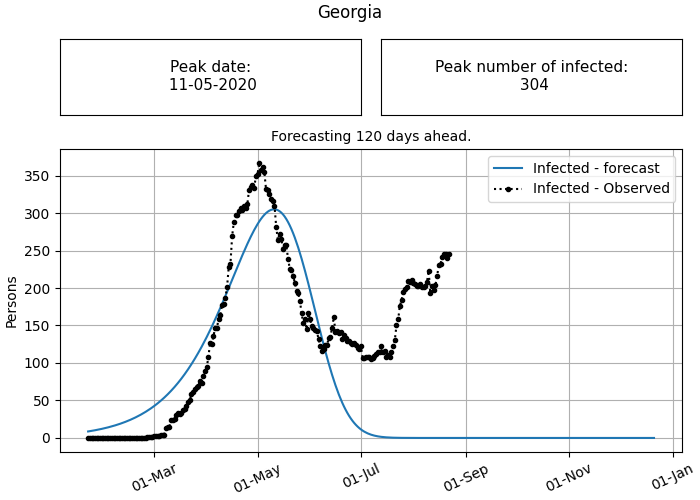 Georgia
Peak date:
11-05-2020
Peak number of infected:
304
Forecasting 120 days ahead.
Infected - forecast
Infected - Observed
Persons
350
300
250
200
150
100
50
0
01-Mar
01-May
01-Jul
01-Sep
01-Nov
01-Jan